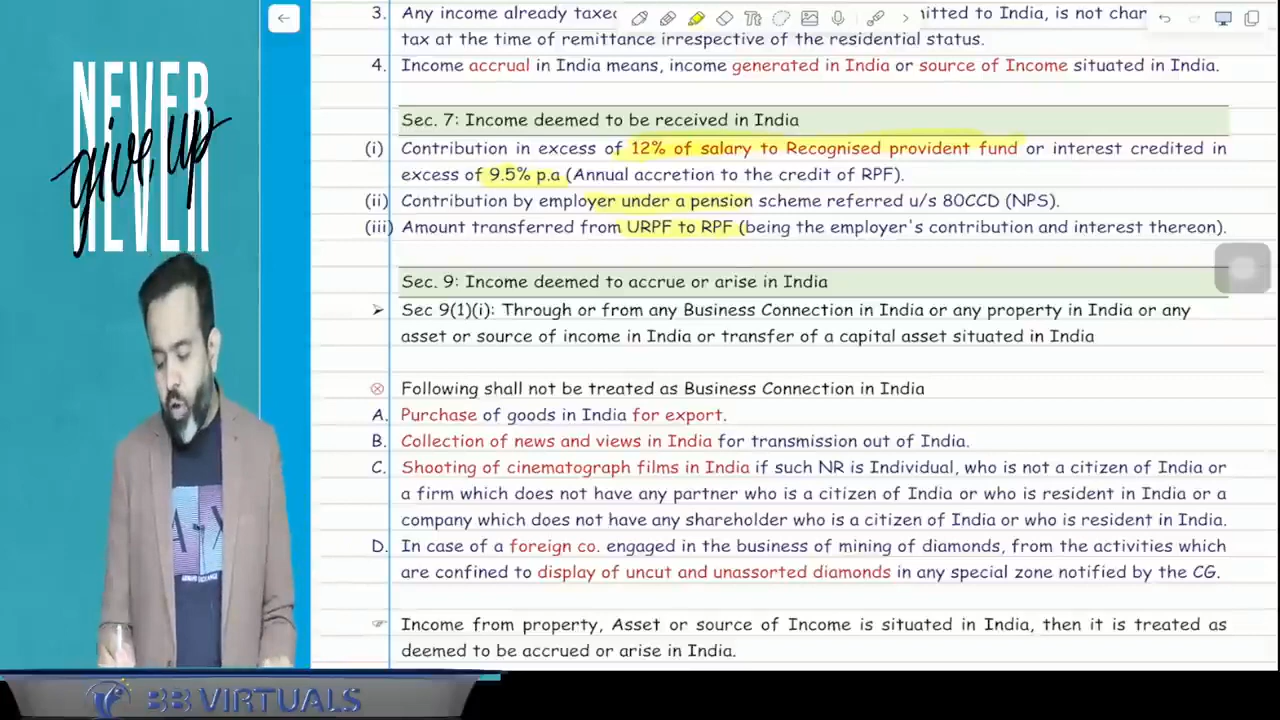 3. Any income already taxed itted to India, is not char
tax at the time of remittance irrespective of the residential status.
4. Income accrual in India means, income generated in India or source of Income situated in India.
Sec. 7: Income deemed to be received in India
(i) Contribution in excess of 12% of salary to Recognised provident fund or interest credited in
excess of 9.5% p.a (Annual accretion to the credit of RPF).
(ii) Contribution by employer under a pension scheme referred u/s 80CCD (NPS).
(iii) Amount transferred from URPF to RPF (being the employer's contribution and interest thereon).
Sec. 9: Income deemed to accrue or arise in India
➢ Sec 9(1)(i): Through or from any Business Connection in India or any property in India or any
asset or source of income in India or transfer of a capital asset situated in India
⊗ Following shall not be treated as Business Connection in India
A. Purchase of goods in India for export.
B. Collection of news and views in India for transmission out of India.
C. Shooting of cinematograph films in India if such NR is Individual, who is not a citizen of India or
a firm which does not have any partner who is a citizen of India or who is resident in India or a
company which does not have any shareholder who is a citizen of India or who is resident in India.
D. In case of a foreign co. engaged in the business of mining of diamonds, from the activities which
are confined to display of uncut and unassorted diamonds in any special zone notified by the CG.
☞ Income from property, Asset or source of Income is situated in India, then it is treated as
deemed to be accrued or arise in India.
NEVER
give up
NEVER
A X
BB VIRTUALS